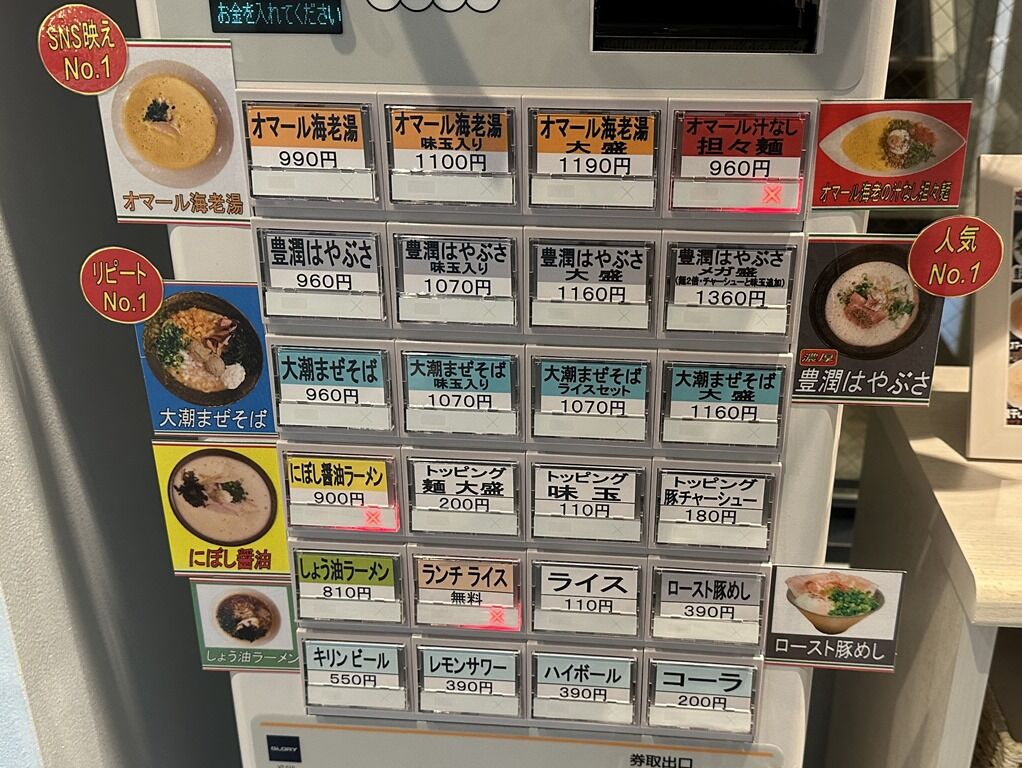 お金を入れてください
SNS映え
No.1
オマール海老湯
オマール海老湯
990円
オマール海老湯
味玉入り
1100円
オマール海老湯
大盛
1190円
オマール汁なし
担々麺
960円
オマール海老の汁なし担々麺
リピート
No.1
大潮まぜそば
豊潤はやぶさ
960円
豊潤はやぶさ
味玉入り
1070円
豊潤はやぶさ
大盛
1160円
豊潤はやぶさ
メガ盛
(麺2倍・チャーシューと味玉追加)
1360円
人気
No.1
濃厚
豊潤はやぶさ
大潮まぜそば
960円
大潮まぜそば
味玉入り
1070円
大潮まぜそば
ライスセット
1070円
大潮まぜそば
大盛
1160円
にぼし醤油
にぼし醤油ラーメン
900円
トッピング
麺 大盛
200円
トッピング
味玉
110円
トッピング
豚チャーシュー
180円
しょう油ラーメン
しょう油ラーメン
810円
ランチ ライス
無料
ライス
110円
ロースト豚めし
390円
ロースト豚めし
キリンビール
550円
レモンサワー
390円
ハイボール
390円
コーラ
200円
GLORY
券取出口